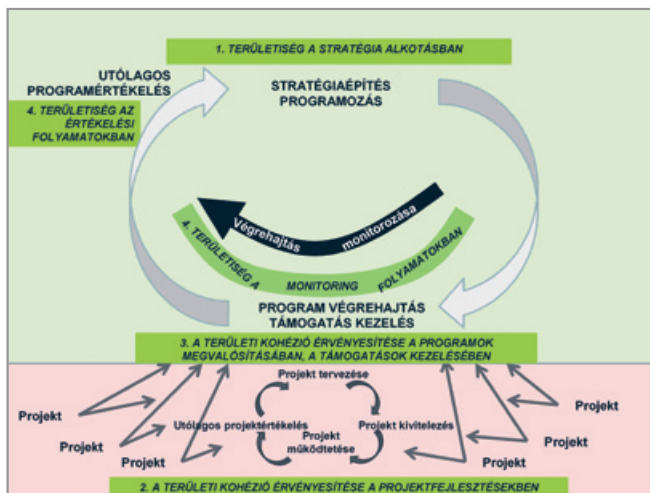 1. TERÜLETISÉG A STRATÉGIA ALKOTÁSBAN
UTÓLAGOS
PROGRAMÉRTÉKELÉS
STRATÉGIAÉPÍTÉS
PROGRAMOZÁS
4. TERÜLETISÉG AZ
ÉRTÉKELÉSI
FOLYAMATOKBAN
Végrehajtás monitorozása
4. TERÜLETISÉG A MONITORING FOLYAMATOKBAN
PROGRAM VÉGREHAJTÁS
TÁMOGATÁS KEZELÉS
3. A TERÜLETI KOHÉZIÓ ÉRVÉNYESÍTÉSE A PROGRAMOK
MEGVALÓSÍTÁSÁBAN, A TÁMOGATÁSOK KEZELÉSÉBEN
Projekt tervezése
Projekt
Projekt
Utólagos projektértékelés
Projekt kivitelezés
Projekt
működtetése
Projekt
Projekt
Projekt
Projekt
2. A TERÜLETI KOHÉZIÓ ÉRVÉNYESÍTÉSE A PROJEKTFEJLESZTÉSEKBEN